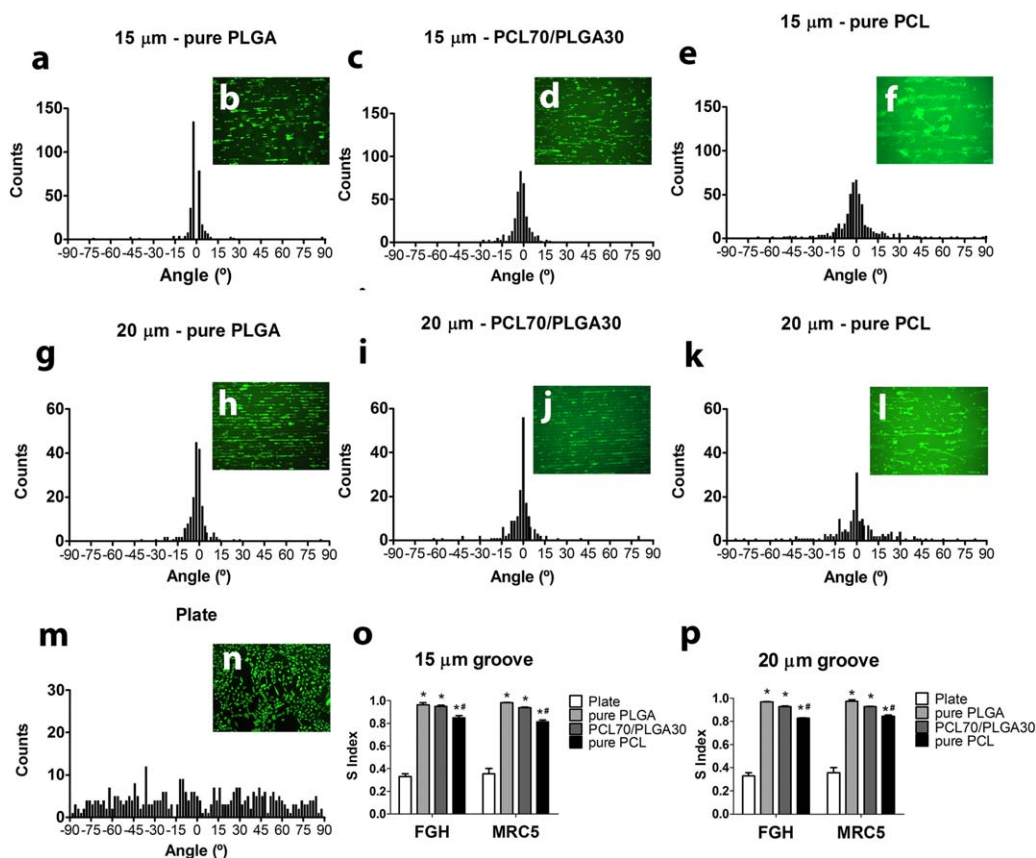 15 μm - pure PLGA
15 μm - PCL70/PLGA30
15 μm - pure PCL
a
b
150
100
50
0
Counts
-90-75-60-45-30-15 0 15 30 45 60 75 90
Angle (º)
c
d
150
100
50
0
Counts
-90-75-60-45-30-15 0 15 30 45 60 75 90
Angle (º)
e
f
150
100
50
0
Counts
-90-75-60-45-30-15 0 15 30 45 60 75 90
Angle (º)
20 μm - pure PLGA
20 μm - PCL70/PLGA30
20 μm - pure PCL
g
h
60
40
20
0
Counts
-90-75-60-45-30-15 0 15 30 45 60 75 90
Angle (º)
i
j
60
40
20
0
Counts
-90-75-60-45-30-15 0 15 30 45 60 75 90
Angle (º)
k
l
60
40
20
0
Counts
-90-75-60-45-30-15 0 15 30 45 60 75 90
Angle (º)
Plate
m
n
30
20
10
0
Counts
-90-75-60-45-30-15 0 15 30 45 60 75 90
Angle (º)
o
15 μm groove
1.0
0.8
0.6
0.4
0.2
0.0
S Index
* * *# * * *#
FGH MRC5
Plate
pure PLGA
PCL70/PLGA30
pure PCL
p
20 μm groove
1.0
0.8
0.6
0.4
0.2
0.0
S Index
* * *# * * *#
FGH MRC5
Plate
pure PLGA
PCL70/PLGA30
pure PCL